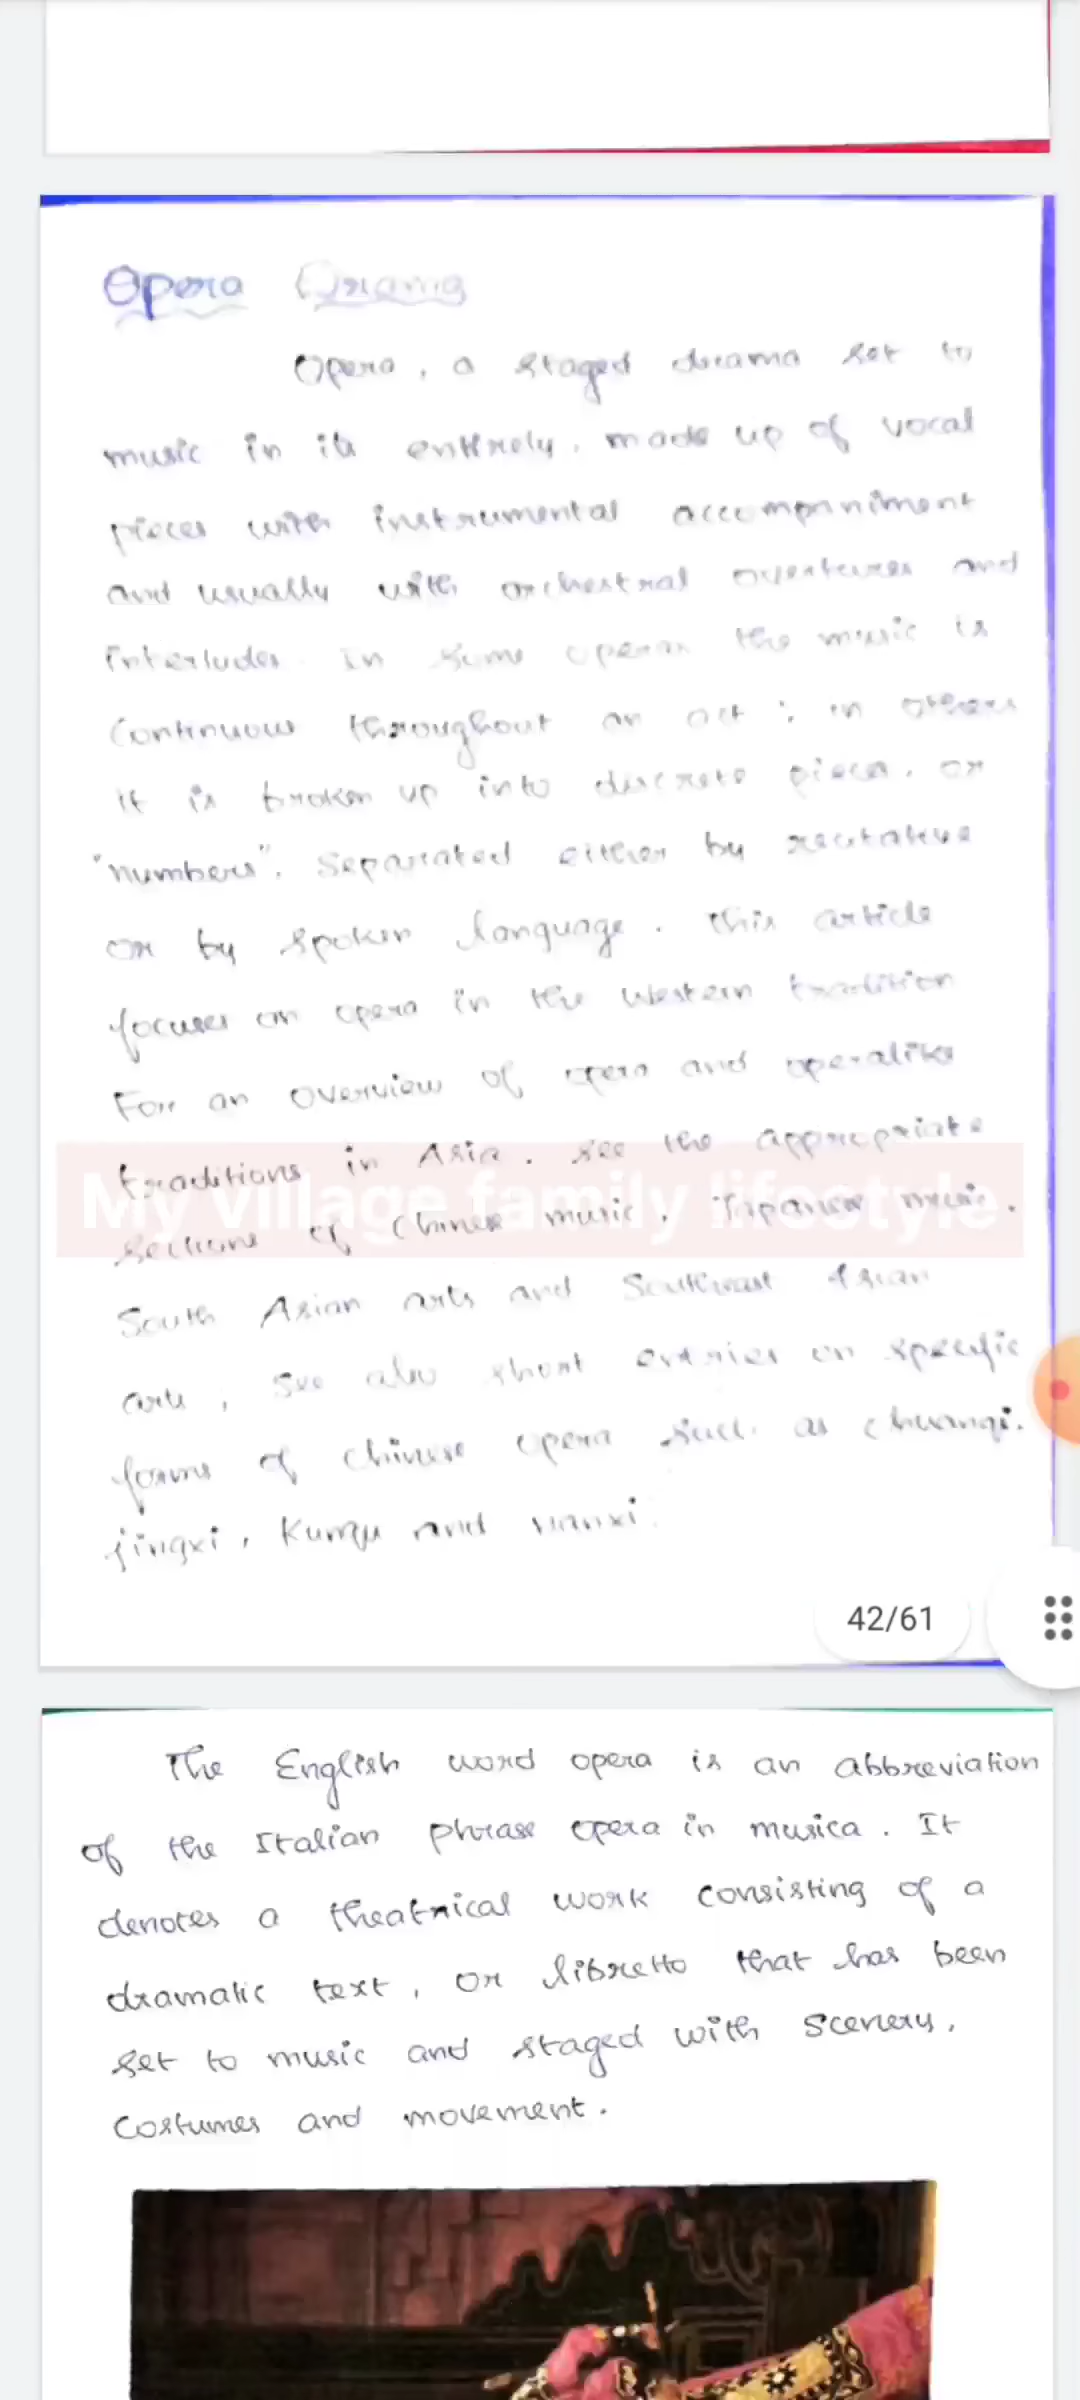 Opera Drama
Opera, a staged drama set to
music in its entirely, made up of vocal
pieces with instrumental accompaniment
and usually with orchestral overtures and
interludes. In some operas the music is
continuous throughout an act ; in others
it is broken up into discrete pieces, or
"numbers". Separated either by recitative
or by spoken language. This article
focuses on opera in the Western tradition
For an overview of opera and operalike
traditions in Asia. see the appropriate
My village family lifestyle
sections of Chinese music, Japanese music.
South Asian arts and Southeast Asian
arts, See also short entries on specific
forms of chinese opera such as chuanqi.
jingxi, Kunqu and nanxi.
42/61
The English word opera is an abbreviation
of the Italian phrase opera in musica. It
denotes a theatrical work consisting of a
dramatic text, or libretto that has been
set to music and staged with scenery,
costumes and movement.